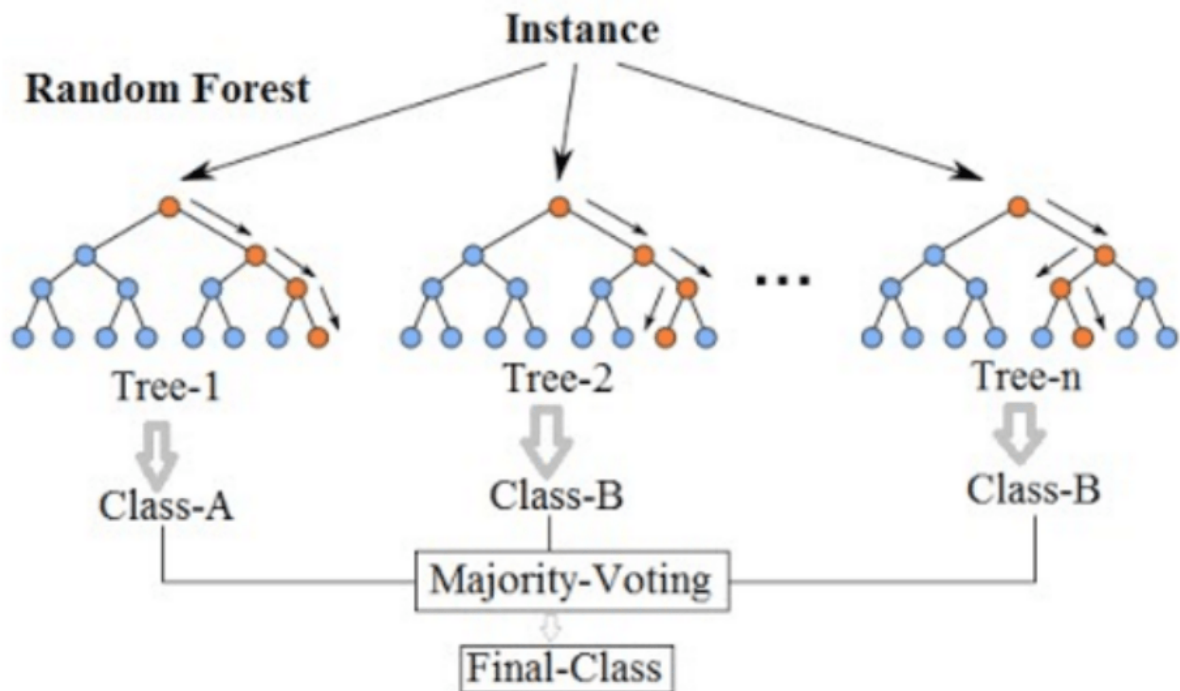 Instance
Random Forest
...
Tree-1
Tree-2
Tree-n
Class-A
Class-B
Class-B
Majority-Voting
Final-Class